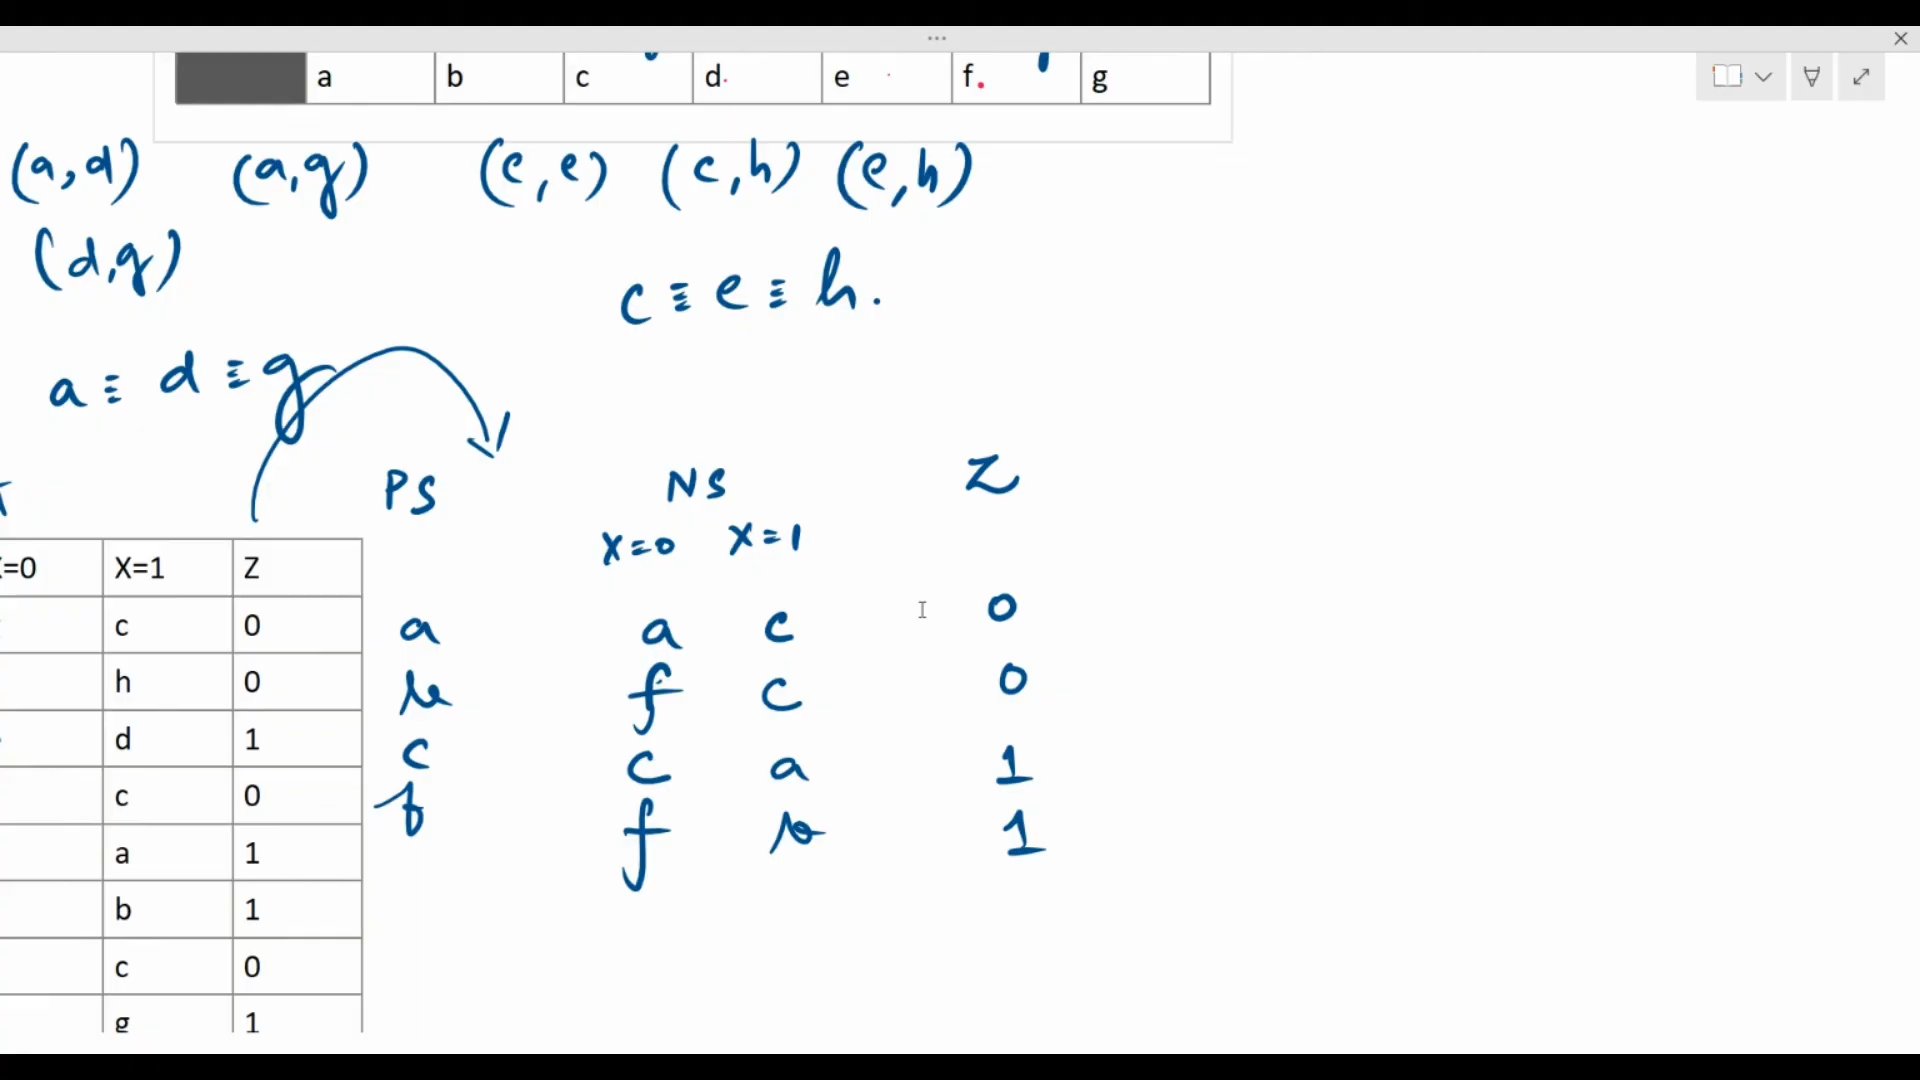 a b c d e f g
(a,d) (a,g) (c,e) (c,h) (e,h)
(d,g)
c ≡ e ≡ h.
a ≡ d ≡ g
PS NS Z
X=0 X=1
=0 X=1 Z
c 0
a a c 0
h 0
b f c 0
d 1
c c a 1
c 0
f f b 1
a 1
b 1
c 0
g 1